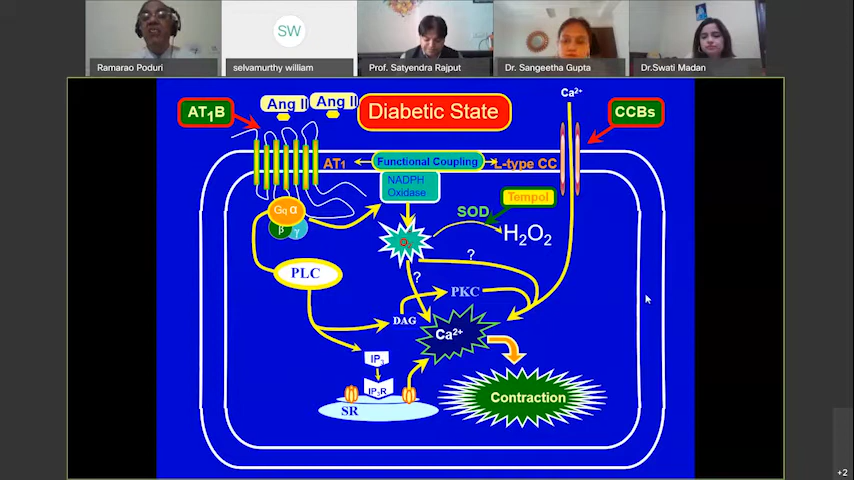 SW
Ramarao Poduri
selvamurthy william
Prof. Satyendra Rajput
Dr. Sangeetha Gupta
Dr.Swati Madan
AT1B
Ang II
Ang II
Diabetic State
Ca2+
CCBs
AT1
Functional Coupling
L-type CC
NADPH
Oxidase
Tempol
Gq α
SOD
β
γ
H2O2
?
?
PLC
PKC
DAG
Ca2+
IP3
IP3R
SR
Contraction
+2